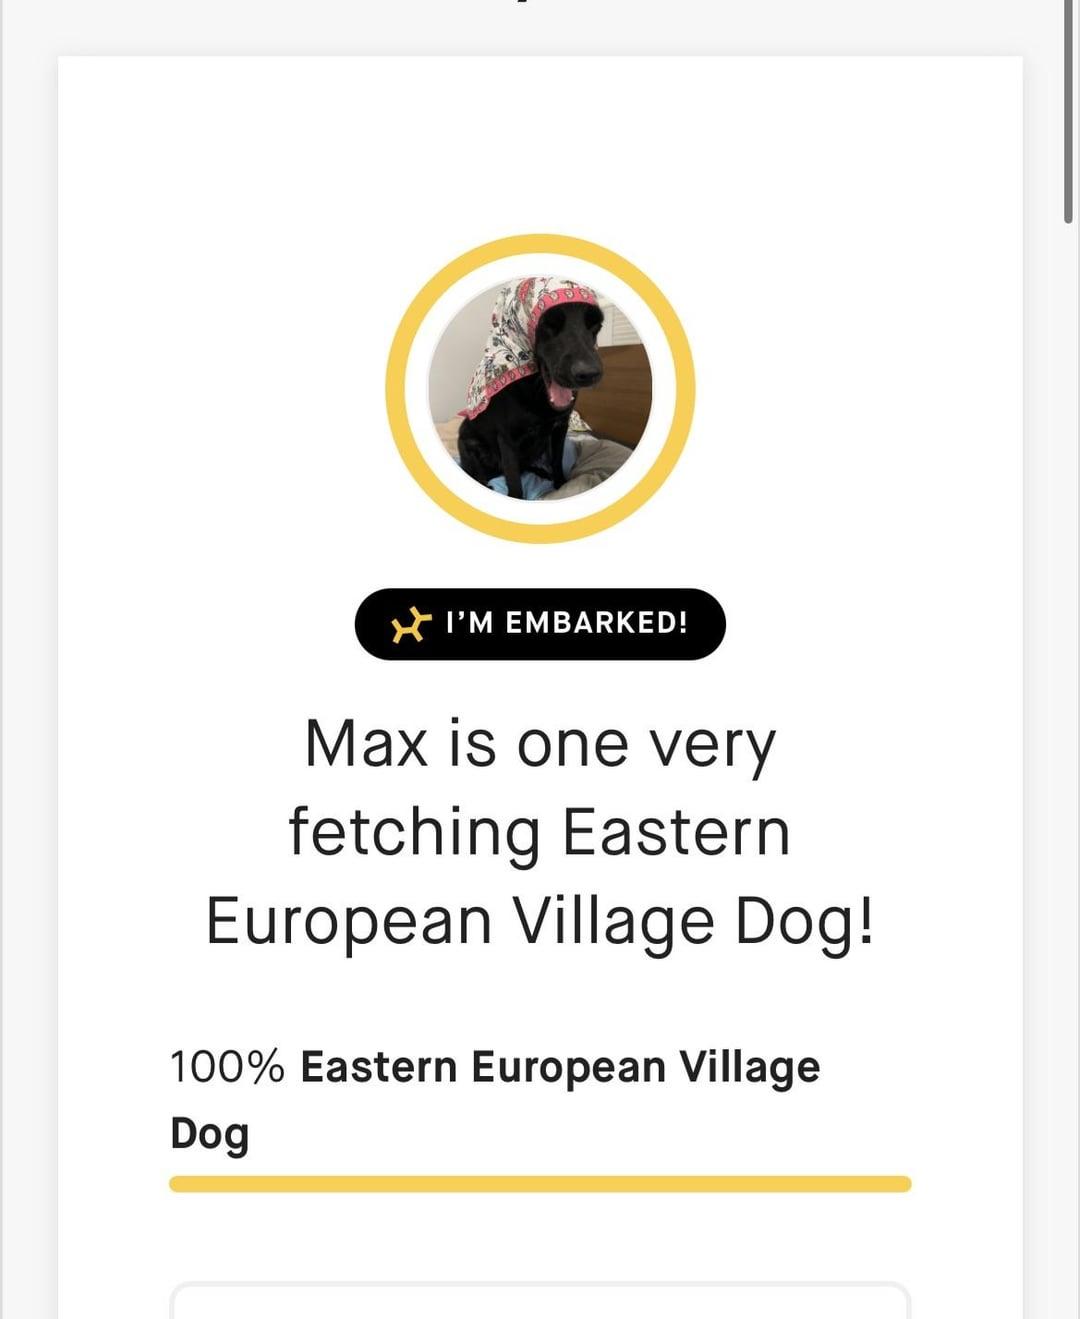 I'M EMBARKED!
Max is one very
fetching Eastern
European Village Dog!
100% Eastern European Village
Dog